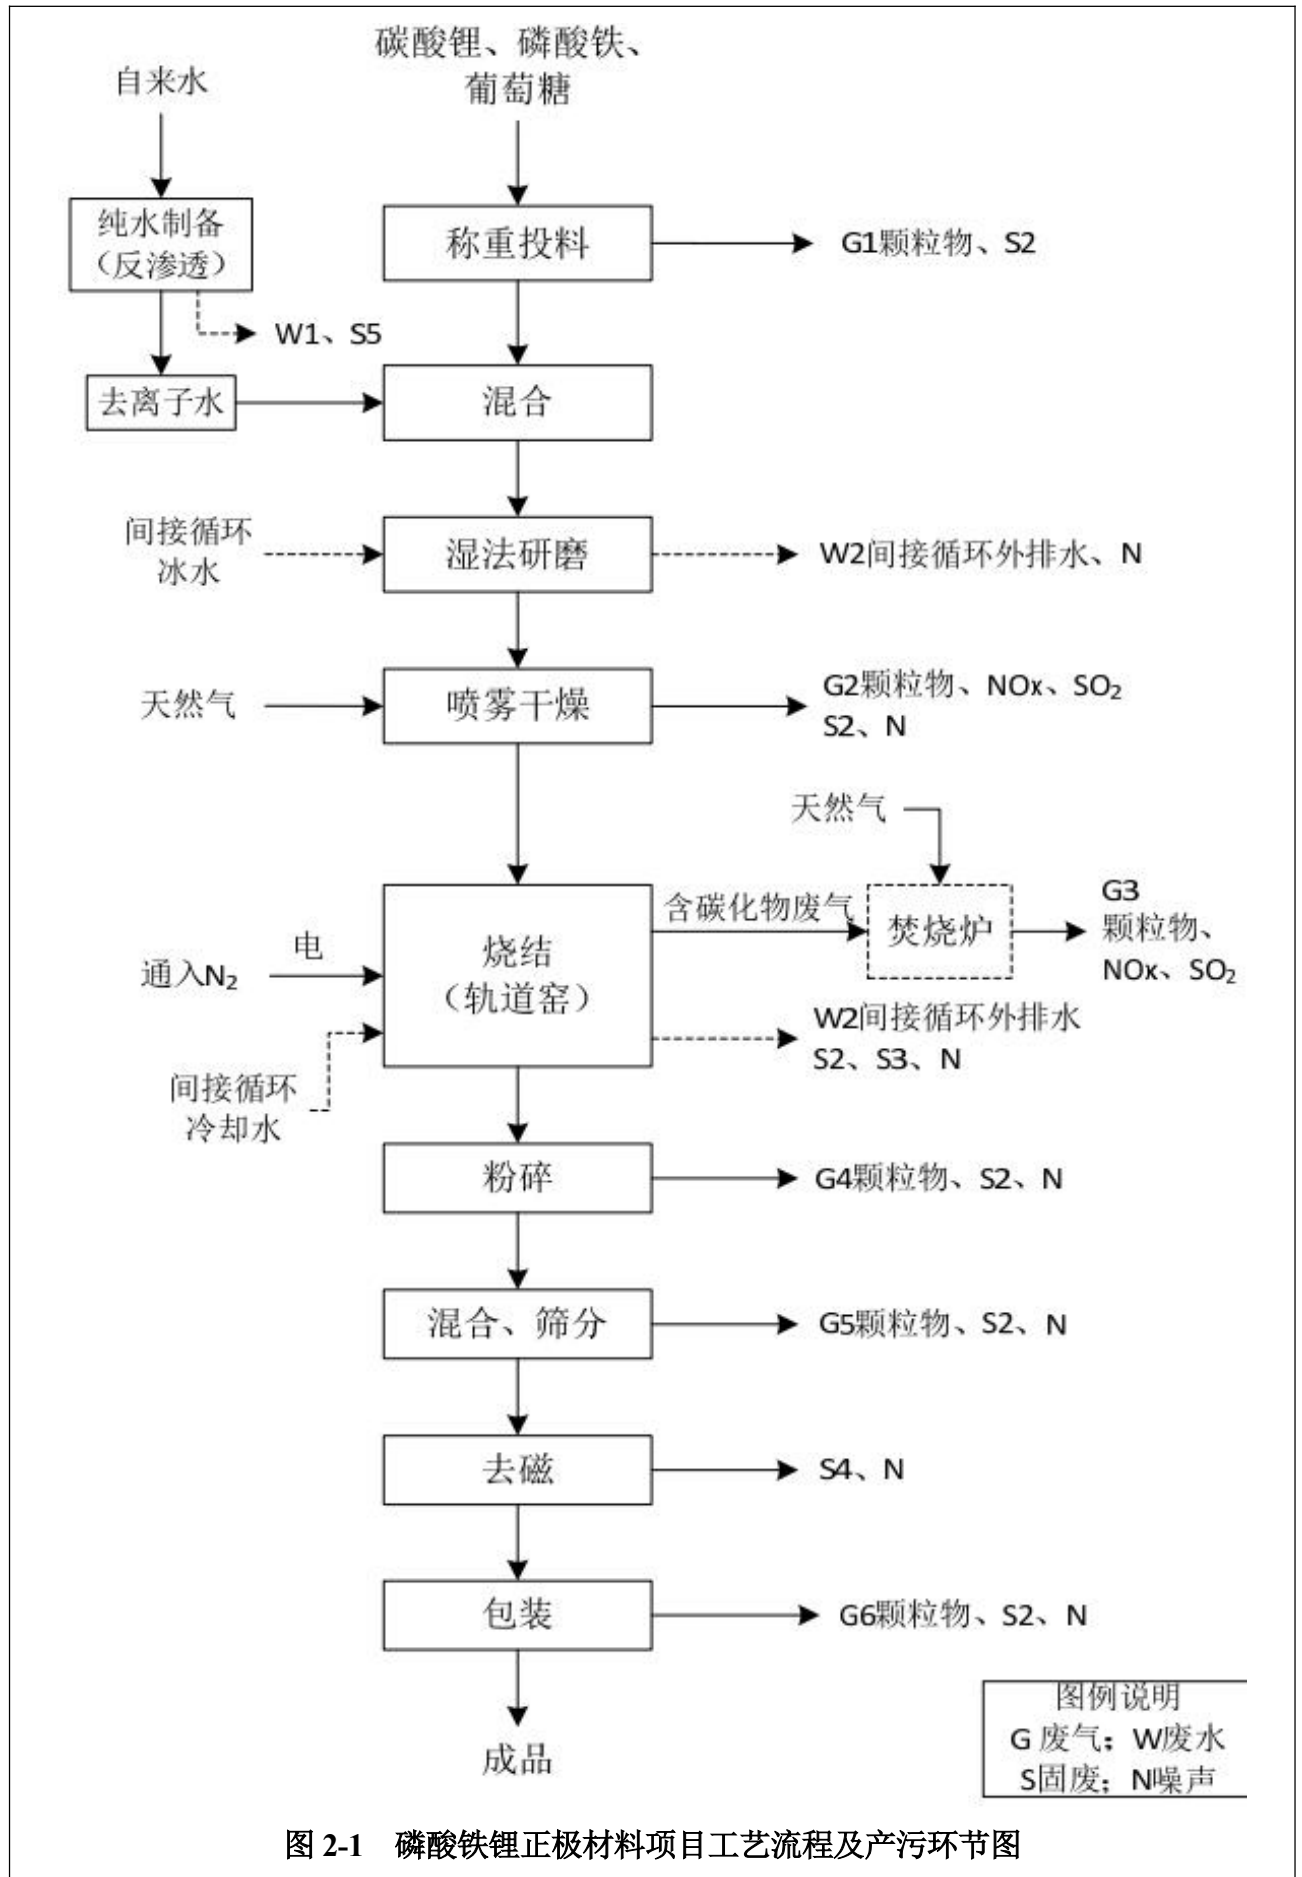 碳酸锂、磷酸铁、
葡萄糖
自来水
纯水制备
（反渗透）
称重投料
G1颗粒物、S2
W1、S5
去离子水
混合
间接循环
冰水
湿法研磨
W2间接循环外排水、N
天然气
喷雾干燥
G2颗粒物、NOx、SO₂
S2、N
天然气
含碳化物废气
焚烧炉
G3
颗粒物、
NOx、SO₂
电
通入N₂
烧结
（轨道窑）
W2间接循环外排水
S2、S3、N
间接循环
冷却水
粉碎
G4颗粒物、S2、N
混合、筛分
G5颗粒物、S2、N
去磁
S4、N
包装
G6颗粒物、S2、N
成品
图例说明
G 废气；W废水
S固废；N噪声
图 2-1 磷酸铁锂正极材料项目工艺流程及产污环节图